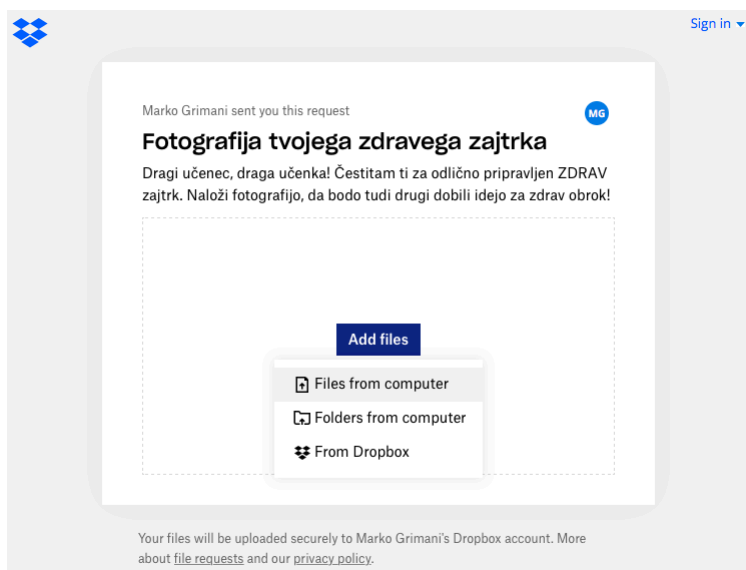 Sign in
Marko Grimani sent you this request
MG
Fotografija tvojega zdravega zajtrka
Dragi učenec, draga učenka! Čestitam ti za odlično pripravljen ZDRAV
zajtrk. Naloži fotografijo, da bodo tudi drugi dobili idejo za zdrav obrok!
Add files
Files from computer
Folders from computer
From Dropbox
Your files will be uploaded securely to Marko Grimani's Dropbox account. More
about file requests and our privacy policy.